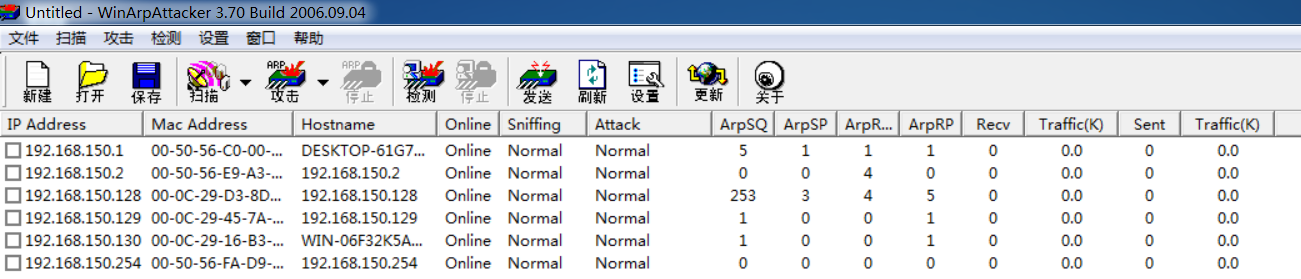 Untitled - WinArpAttacker 3.70 Build 2006.09.04
文件 扫描 攻击 检测 设置 窗口 帮助
新建 打开 保存 扫描 ARP 攻击 ARP 停止 检测 停止 发送 刷新 设置 更新 关于
IP Address Mac Address Hostname Online Sniffing Attack ArpSQ ArpSP ArpR... ArpRP Recv Traffic(K) Sent Traffic(K)
192.168.150.1 00-50-56-C0-00-... DESKTOP-61G7... Online Normal Normal 5 1 1 1 0 0.0 0 0.0
192.168.150.2 00-50-56-E9-A3-... 192.168.150.2 Online Normal Normal 0 0 4 0 0 0.0 0 0.0
192.168.150.128 00-0C-29-D3-8D... 192.168.150.128 Online Normal Normal 253 3 4 5 0 0.0 0 0.0
192.168.150.129 00-0C-29-45-7A-... 192.168.150.129 Online Normal Normal 1 0 0 1 0 0.0 0 0.0
192.168.150.130 00-0C-29-16-B3-... WIN-06F32K5A... Online Normal Normal 1 0 0 1 0 0.0 0 0.0
192.168.150.254 00-50-56-FA-D9-... 192.168.150.254 Online Normal Normal 0 0 0 0 0 0.0 0 0.0